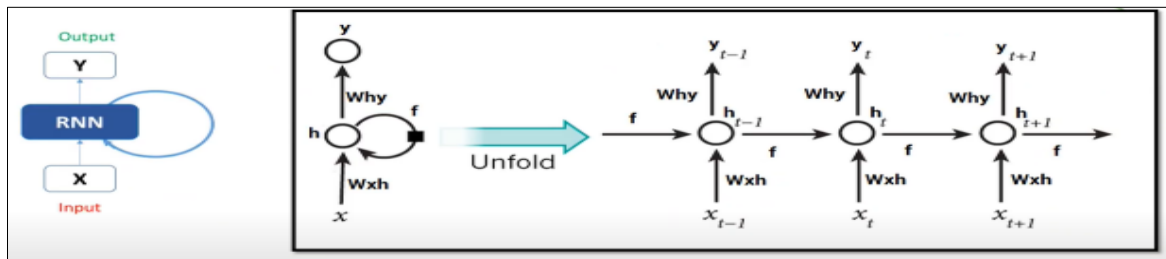 Output
Y
RNN
X
Input
y
Why
f
h
Wxh
x
Unfold
y t-1 y t y t+1
Why Why Why
f h t-1 h t h t+1
f f f
Wxh Wxh Wxh
x t-1 x t x t+1